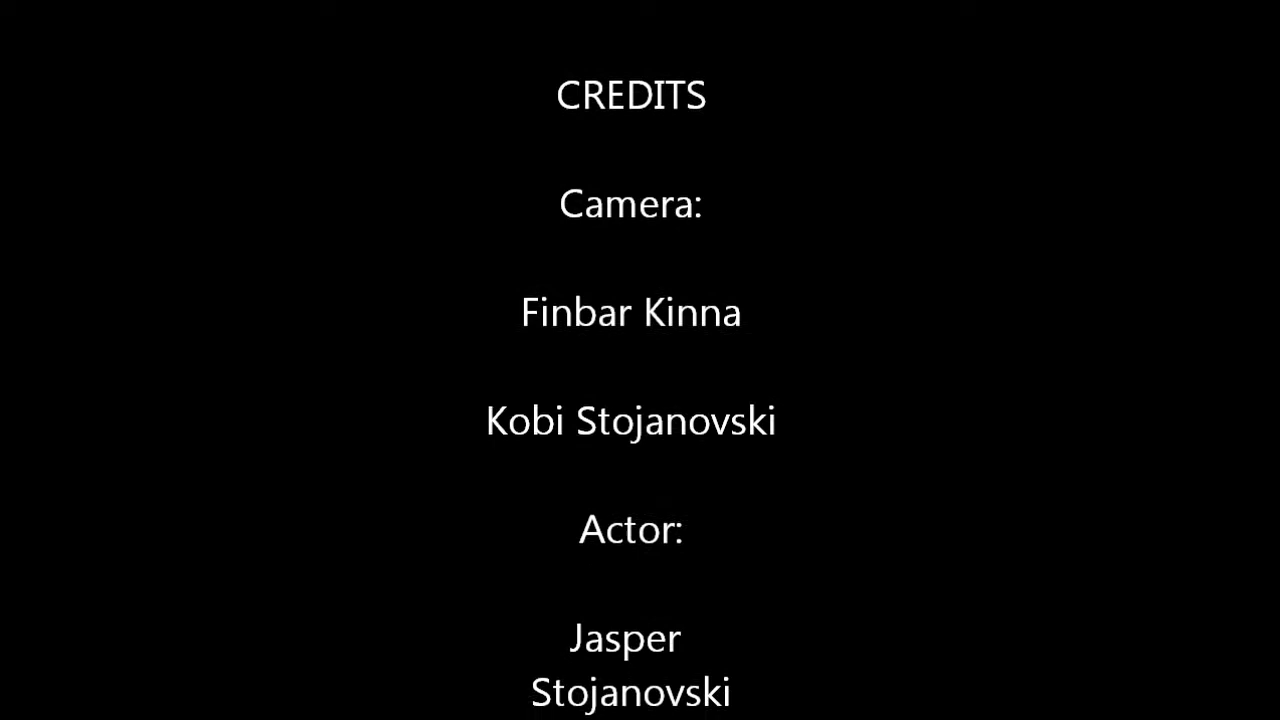 CREDITS
Camera:
Finbar Kinna
Kobi Stojanovski
Actor:
Jasper
Stojanovski